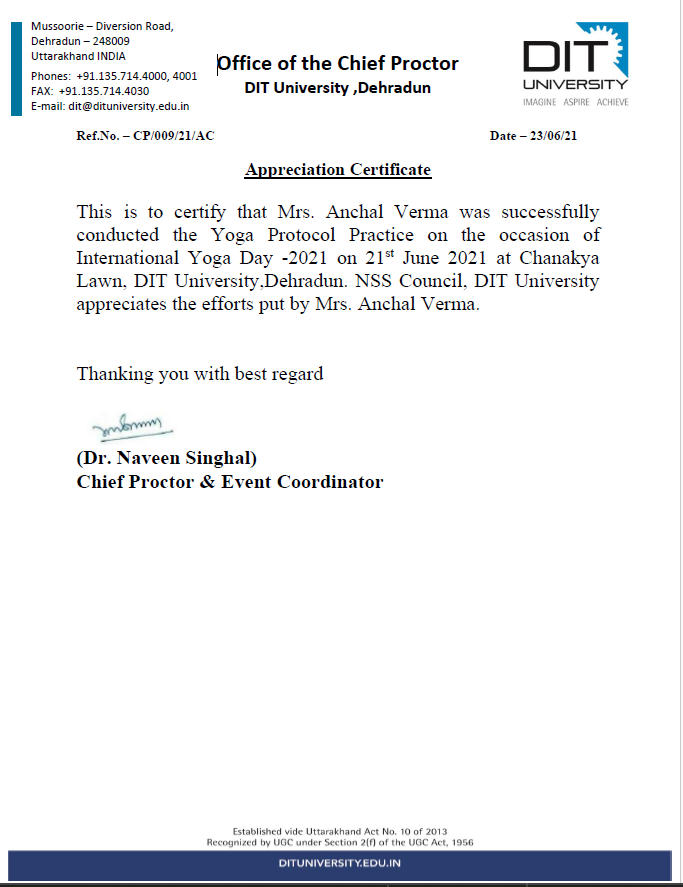 Mussoorie – Diversion Road,
Dehradun – 248009
Uttarakhand INDIA
Phones: +91.135.714.4000, 4001
FAX: +91.135.714.4030
E-mail: dit@dituniversity.edu.in
Office of the Chief Proctor
DIT University ,Dehradun
DIT
UNIVERSITY
IMAGINE ASPIRE ACHIEVE
Ref.No. – CP/009/21/AC
Date – 23/06/21
Appreciation Certificate
This is to certify that Mrs. Anchal Verma was successfully
conducted the Yoga Protocol Practice on the occasion of
International Yoga Day -2021 on 21st June 2021 at Chanakya
Lawn, DIT University,Dehradun. NSS Council, DIT University
appreciates the efforts put by Mrs. Anchal Verma.
Thanking you with best regard
(Dr. Naveen Singhal)
Chief Proctor & Event Coordinator
Established vide Uttarakhand Act No. 10 of 2013
Recognized by UGC under Section 2(f) of the UGC Act, 1956
DITUNIVERSITY.EDU.IN